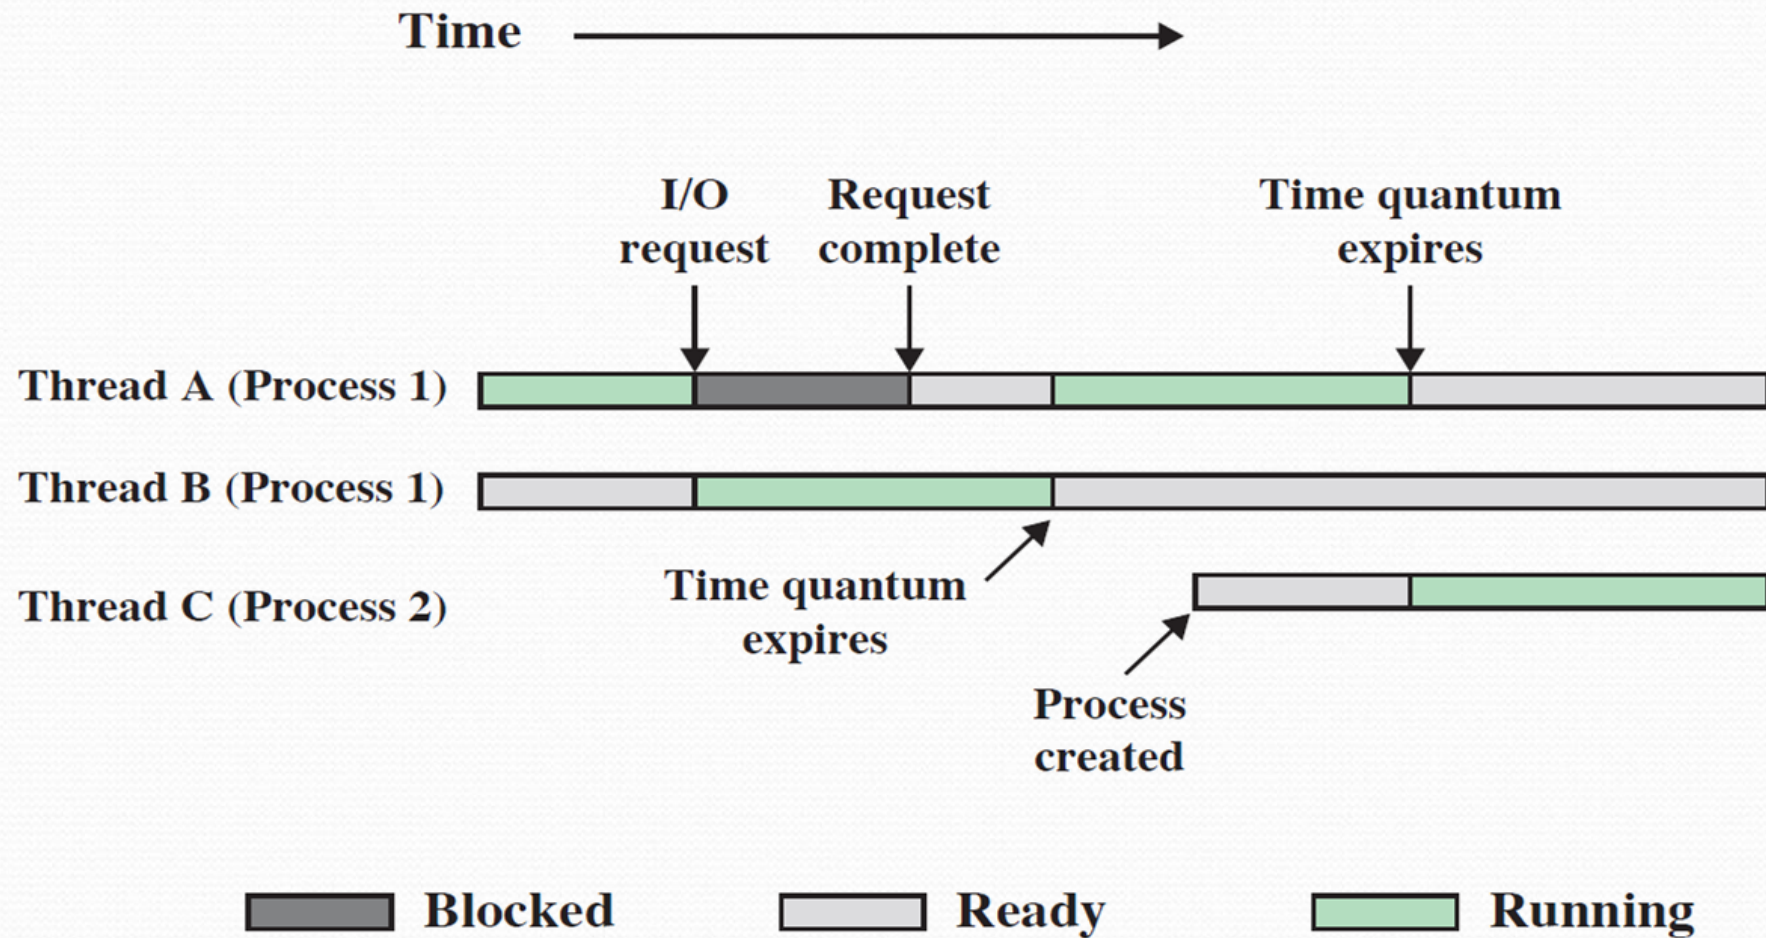 Time
I/O
request
Request
complete
Time quantum
expires
Thread A (Process 1)
Thread B (Process 1)
Time quantum
expires
Thread C (Process 2)
Process
created
Blocked
Ready
Running